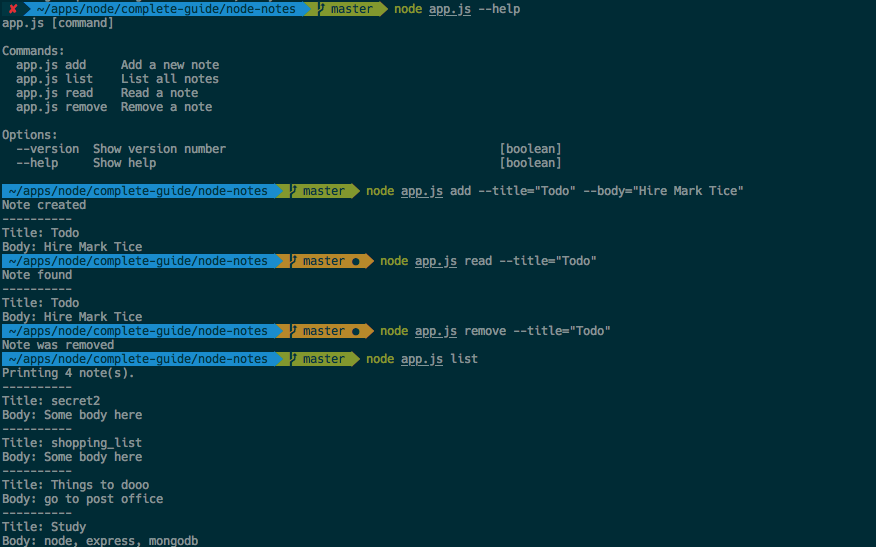 ✘ ~/apps/node/complete-guide/node-notes master node app.js --help
app.js [command]
Commands:
app.js add Add a new note
app.js list List all notes
app.js read Read a note
app.js remove Remove a note
Options:
--version Show version number [boolean]
--help Show help [boolean]
~/apps/node/complete-guide/node-notes master node app.js add --title="Todo" --body="Hire Mark Tice"
Note created
----------
Title: Todo
Body: Hire Mark Tice
~/apps/node/complete-guide/node-notes master ● node app.js read --title="Todo"
Note found
----------
Title: Todo
Body: Hire Mark Tice
~/apps/node/complete-guide/node-notes master ● node app.js remove --title="Todo"
Note was removed
~/apps/node/complete-guide/node-notes master node app.js list
Printing 4 note(s).
----------
Title: secret2
Body: Some body here
----------
Title: shopping_list
Body: Some body here
----------
Title: Things to dooo
Body: go to post office
----------
Title: Study
Body: node, express, mongodb